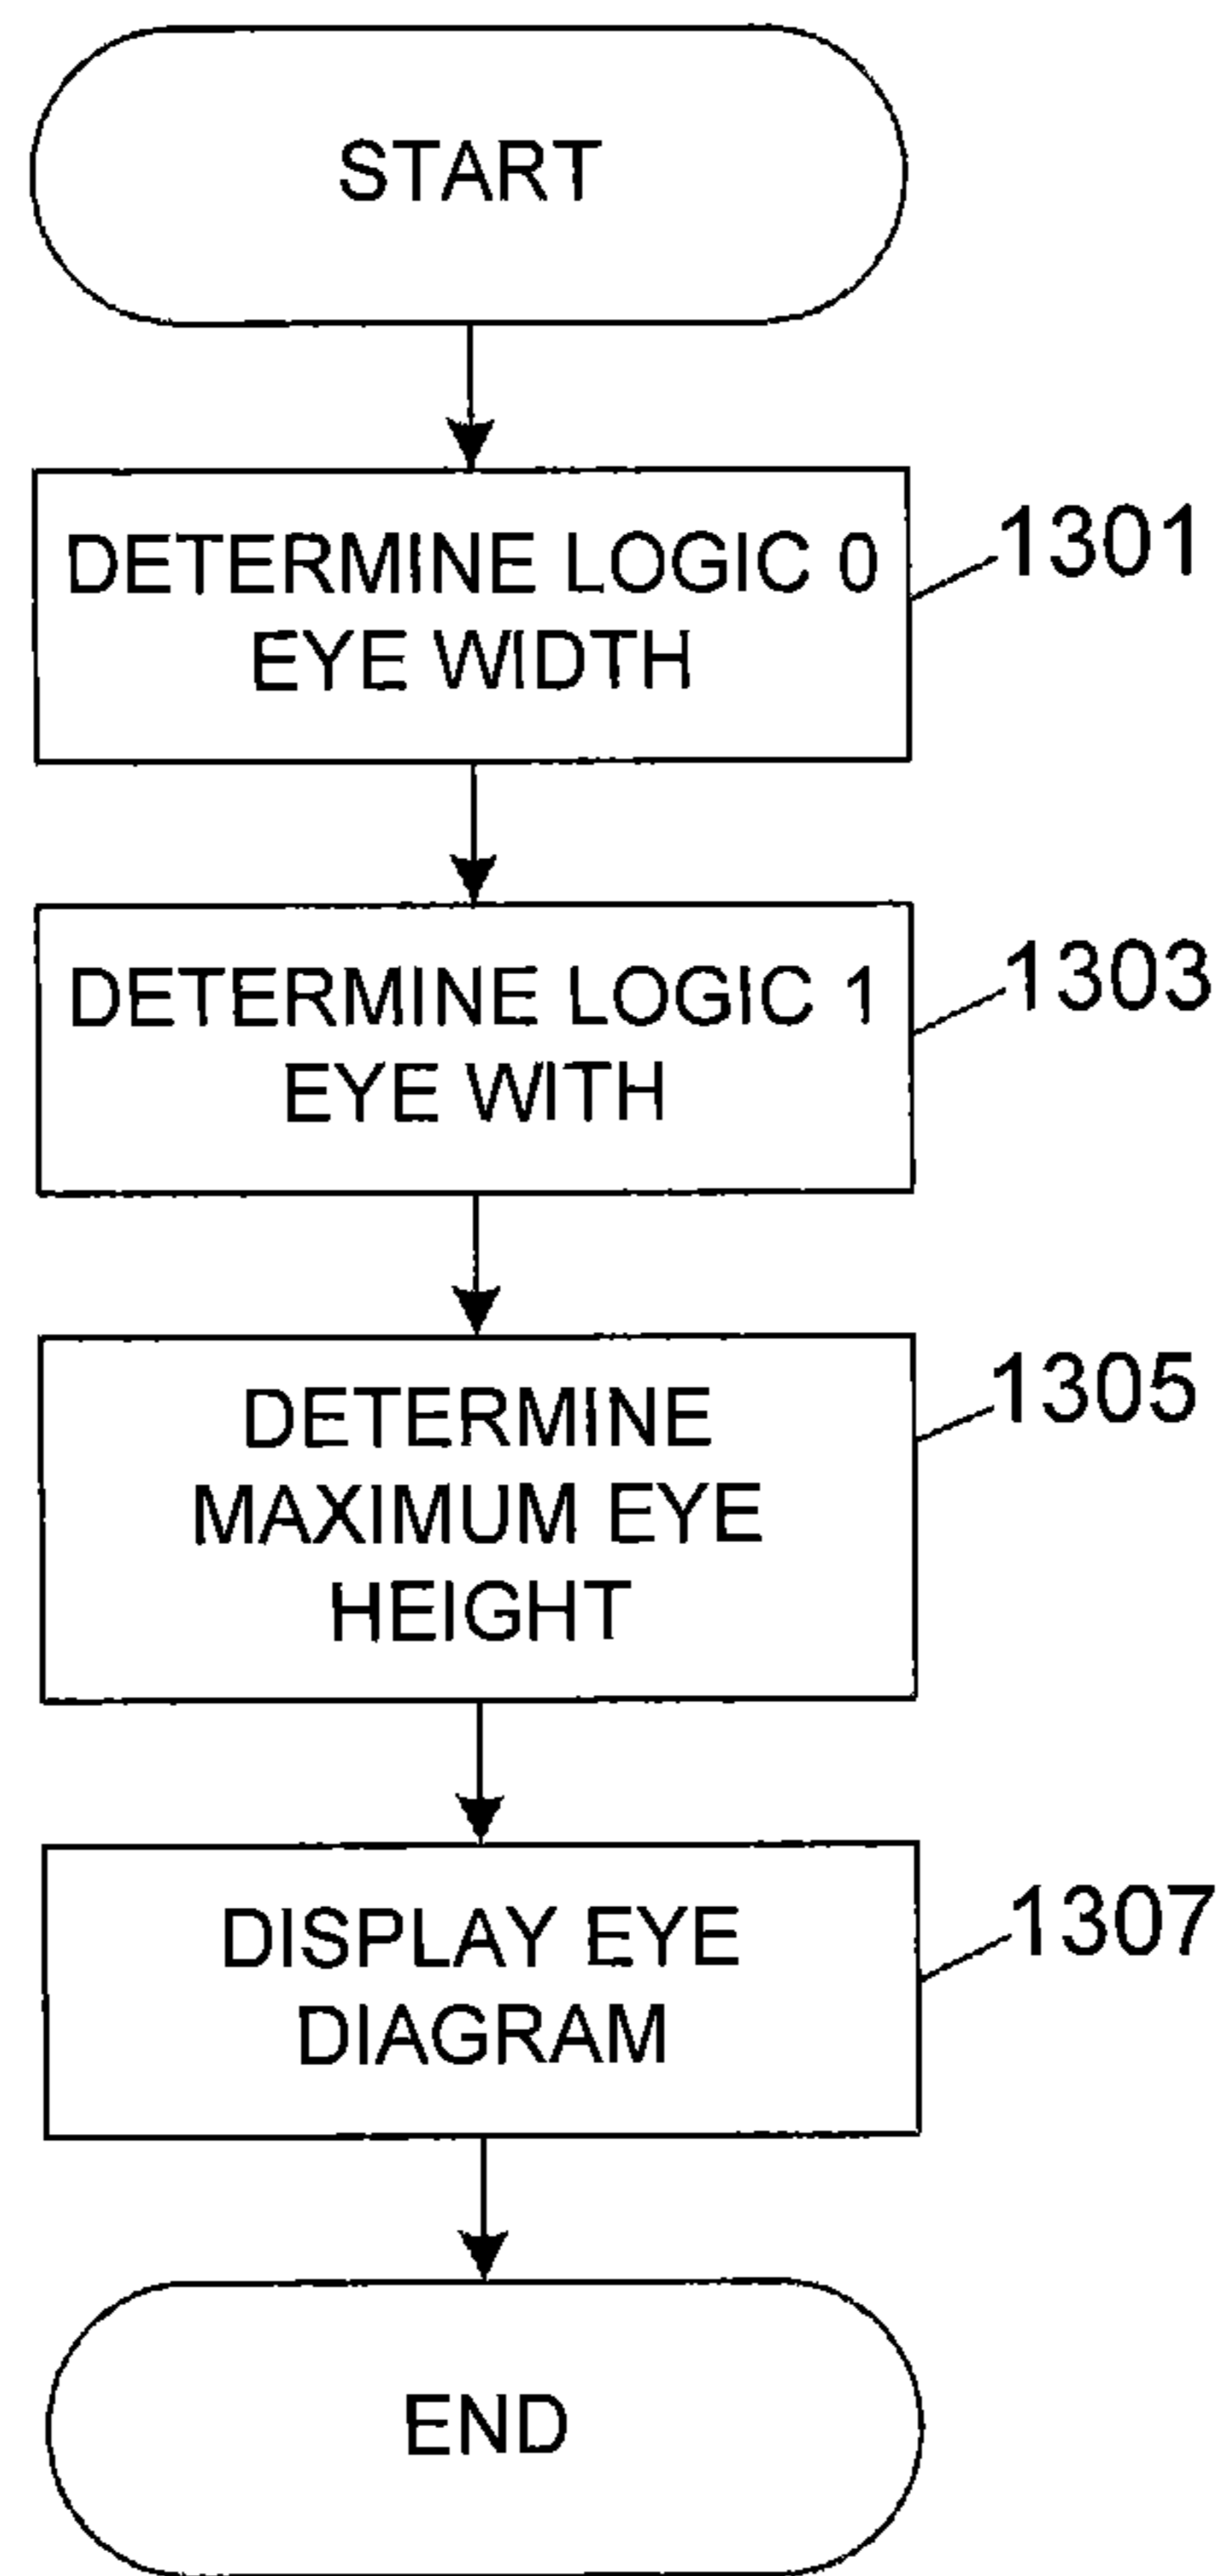 START
DETERMINE LOGIC 0
EYE WIDTH
1301
DETERMINE LOGIC 1
EYE WITH
1303
DETERMINE
MAXIMUM EYE
HEIGHT
1305
DISPLAY EYE
DIAGRAM
1307
END